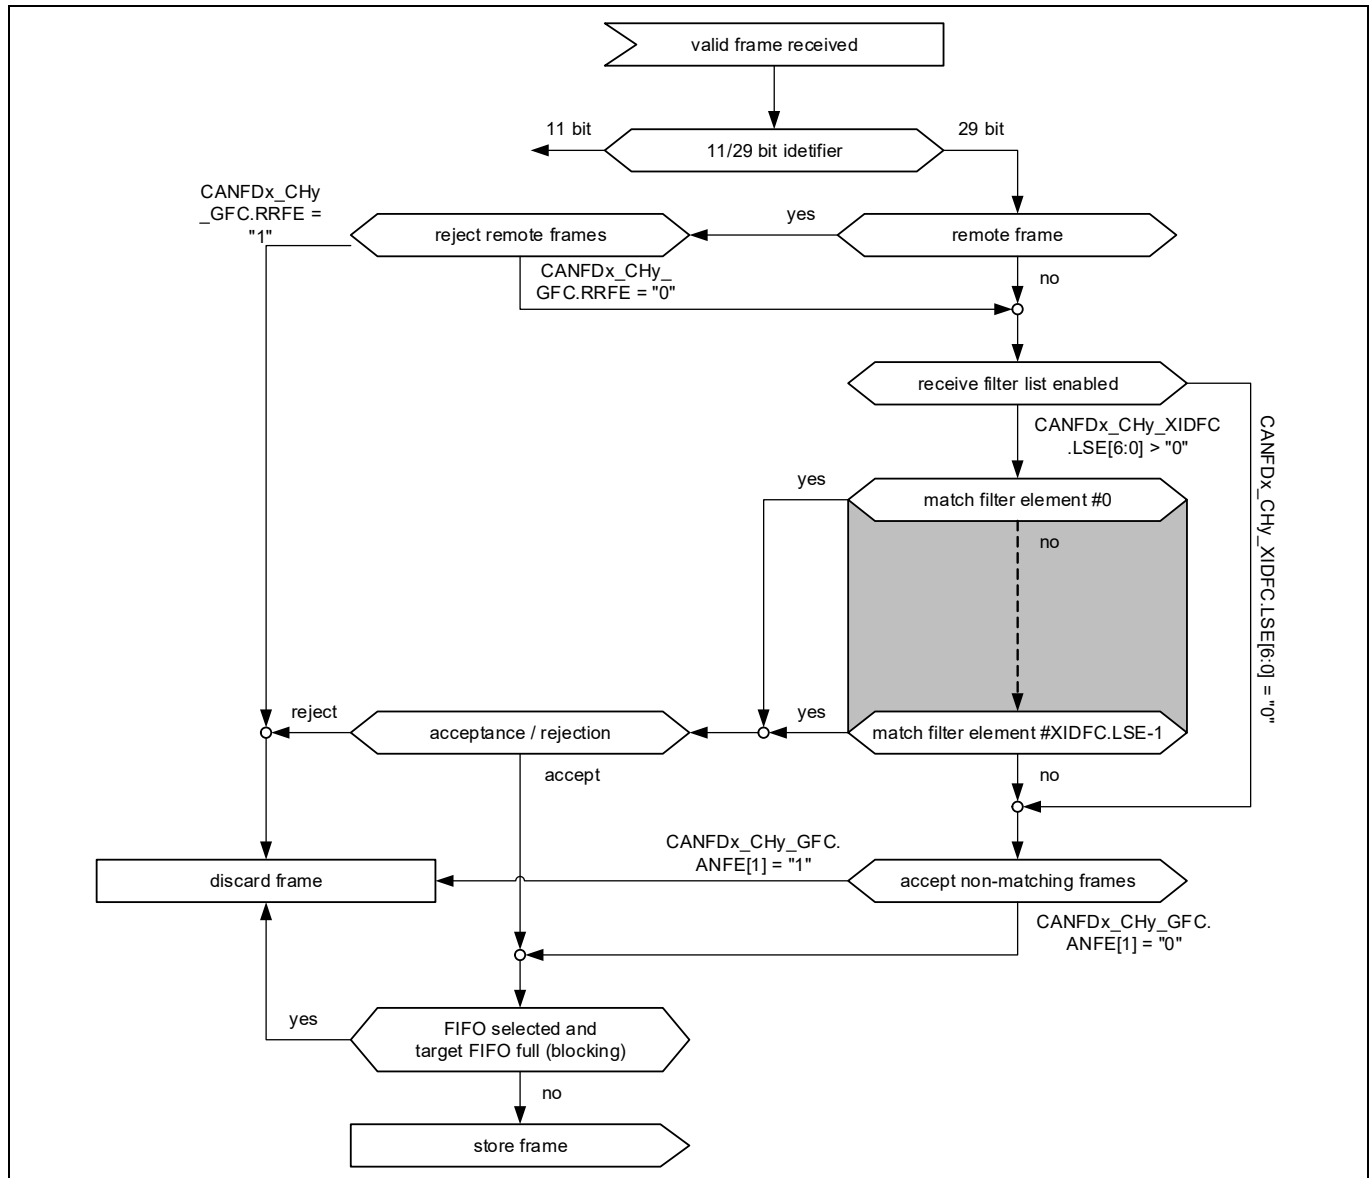 valid frame received
11 bit
29 bit
11/29 bit idetifier
CANFDx_CHy
_GFC.RRFE =
"1"
reject remote frames
yes
remote frame
CANFDx_CHy_
GFC.RRFE = "0"
no
receive filter list enabled
CANFDx_CHy_XIDFC
.LSE[6:0] > "0"
CANFDx_CHy_XIDFC.LSE[6:0] = "0"
yes
match filter element #0
no
reject
acceptance / rejection
yes
match filter element #XIDFC.LSE-1
accept
no
CANFDx_CHy_GFC.
ANFE[1] = "1"
discard frame
accept non-matching frames
CANFDx_CHy_GFC.
ANFE[1] = "0"
yes
FIFO selected and
target FIFO full (blocking)
no
store frame